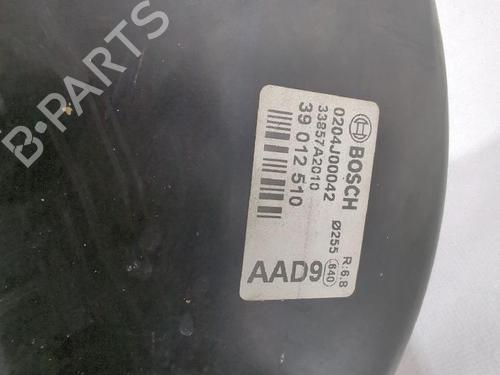 BOSCH
0204J00042
33857A2010
39 012 510
Ø255 R:6.8
640
AAD9
B-PARTS